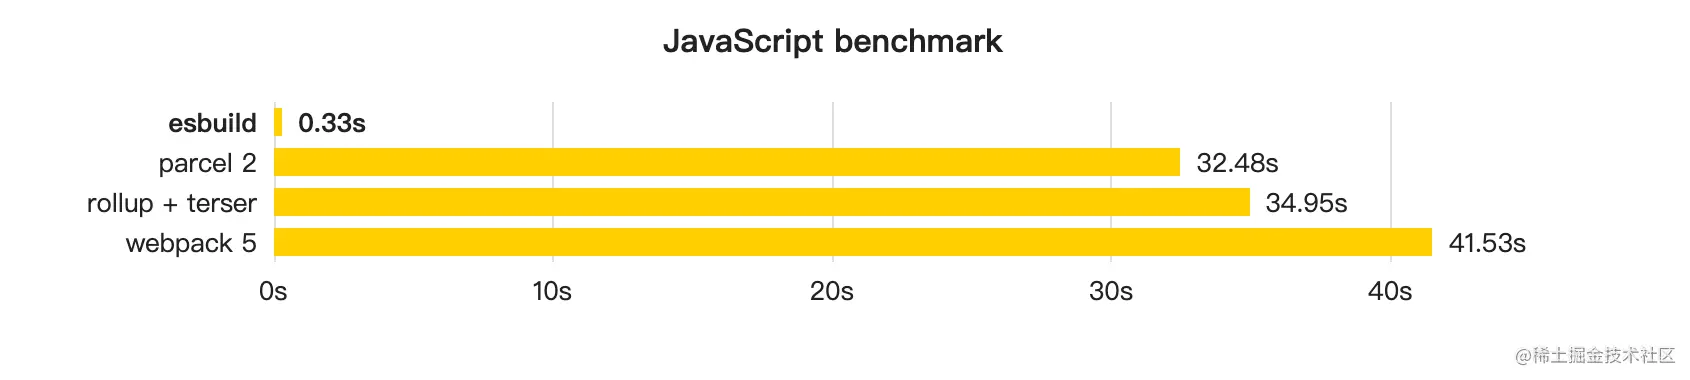 JavaScript benchmark
esbuild 0.33s
parcel 2 32.48s
rollup + terser 34.95s
webpack 5 41.53s
0s 10s 20s 30s 40s
@稀土掘金技术社区